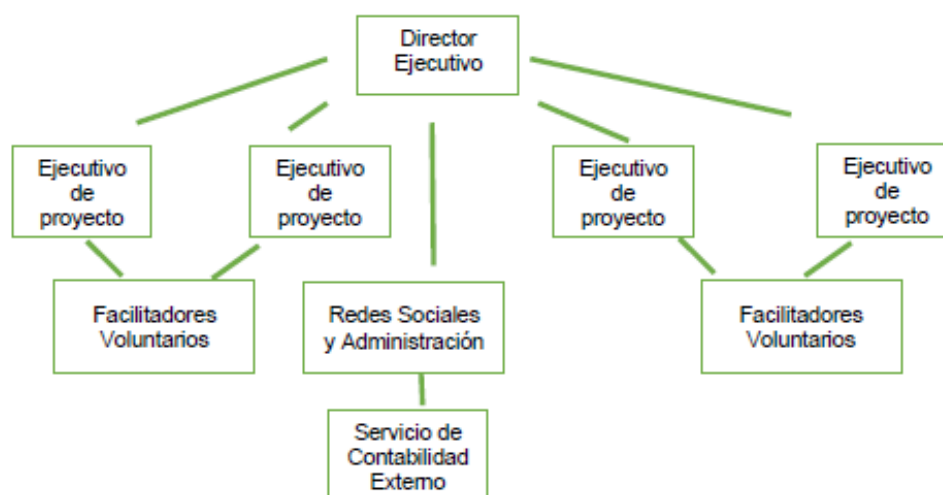 Director
Ejecutivo
Ejecutivo
de
proyecto
Ejecutivo
de
proyecto
Ejecutivo
de
proyecto
Ejecutivo
de
proyecto
Facilitadores
Voluntarios
Redes Sociales
y Administración
Facilitadores
Voluntarios
Servicio de
Contabilidad
Externo